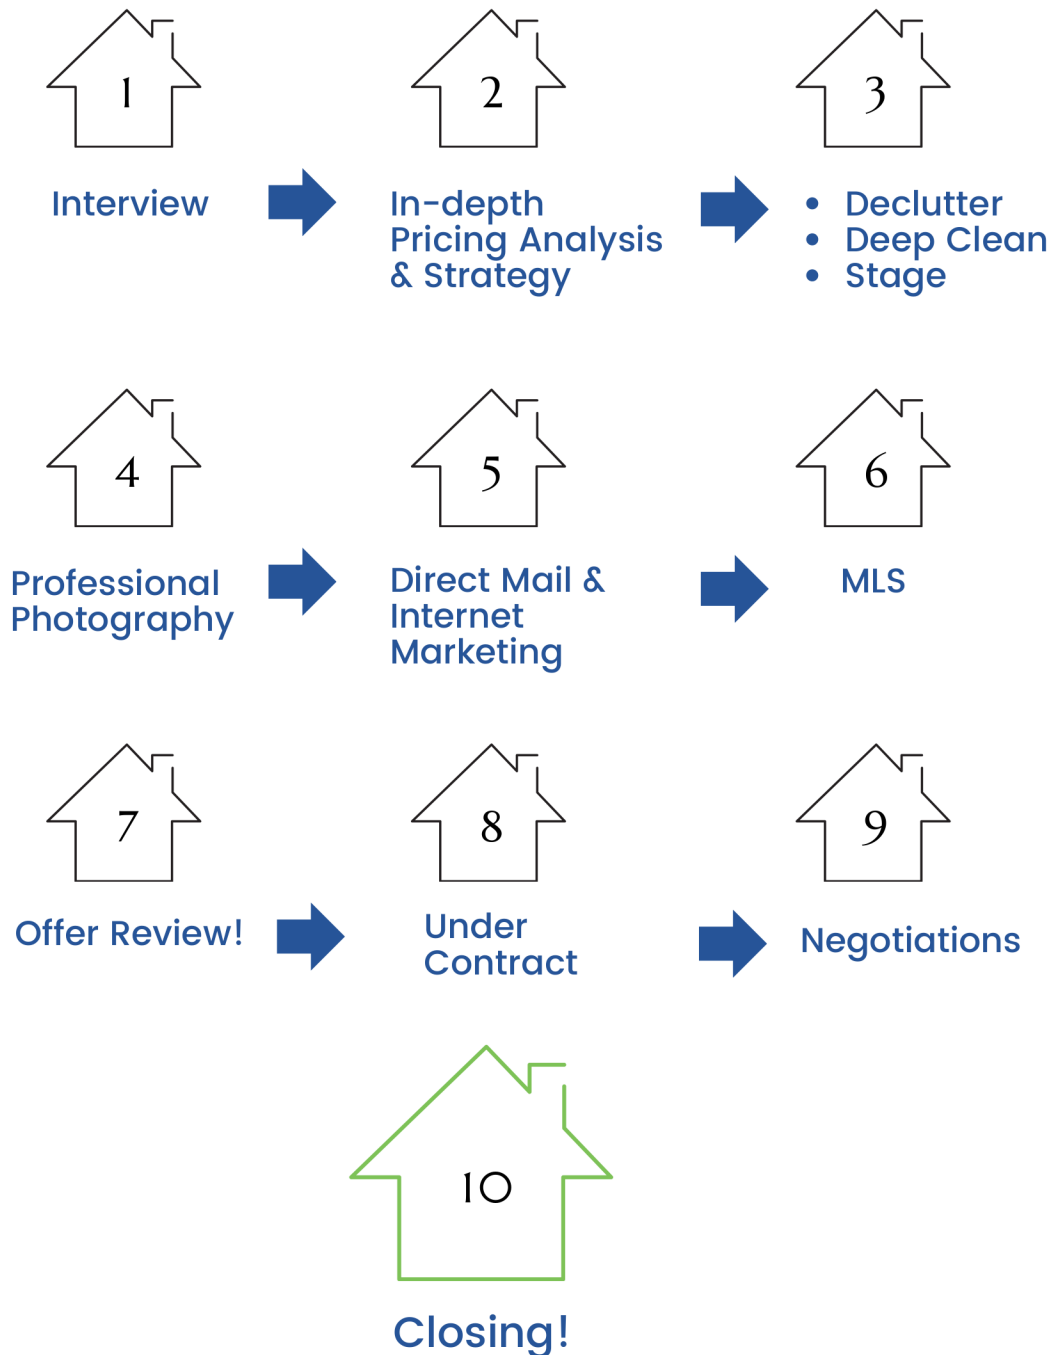 1
2
3
Interview
In-depth
Pricing Analysis
& Strategy
• Declutter
• Deep Clean
• Stage
4
5
6
Professional
Photography
Direct Mail &
Internet
Marketing
MLS
7
8
9
Offer Review!
Under
Contract
Negotiations
10
Closing!